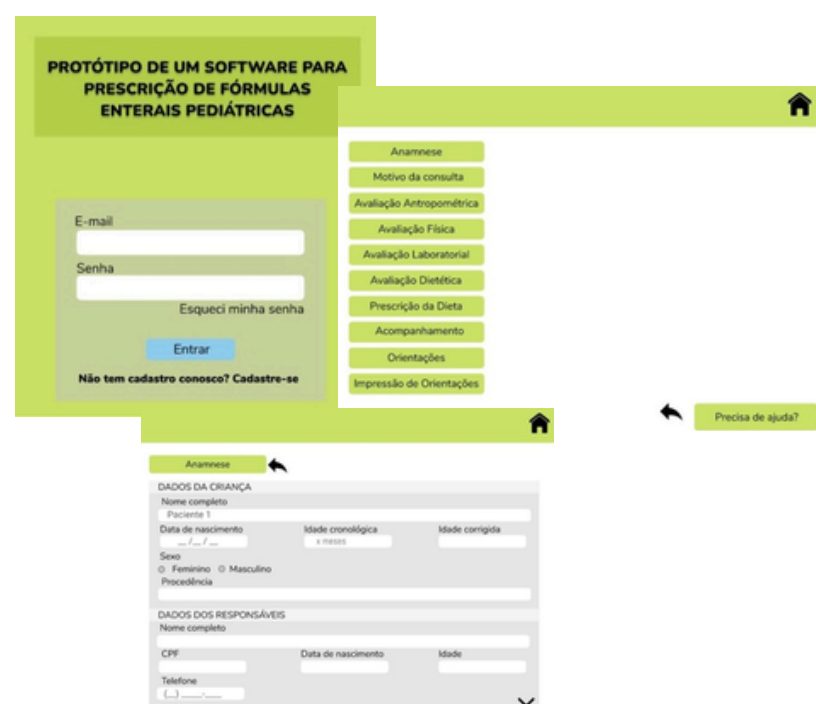 PROTÓTIPO DE UM SOFTWARE PARA
PRESCRIÇÃO DE FÓRMULAS
ENTERAIS PEDIÁTRICAS
E-mail
Senha
Esqueci minha senha
Entrar
Não tem cadastro conosco? Cadastre-se
Anamnese
Motivo da consulta
Avaliação Antropométrica
Avaliação Física
Avaliação Laboratorial
Avaliação Dietética
Prescrição da Dieta
Acompanhamento
Orientações
Impressão de Orientações
Precisa de ajuda?
Anamnese
DADOS DA CRIANÇA
Nome completo
Paciente 1
Data de nascimento Idade cronológica Idade corrigida
__ /__ / __ x meses
Sexo
Feminino Masculino
Procedência
DADOS DOS RESPONSÁVEIS
Nome completo
CPF Data de nascimento Idade
Telefone
(__) ____-____